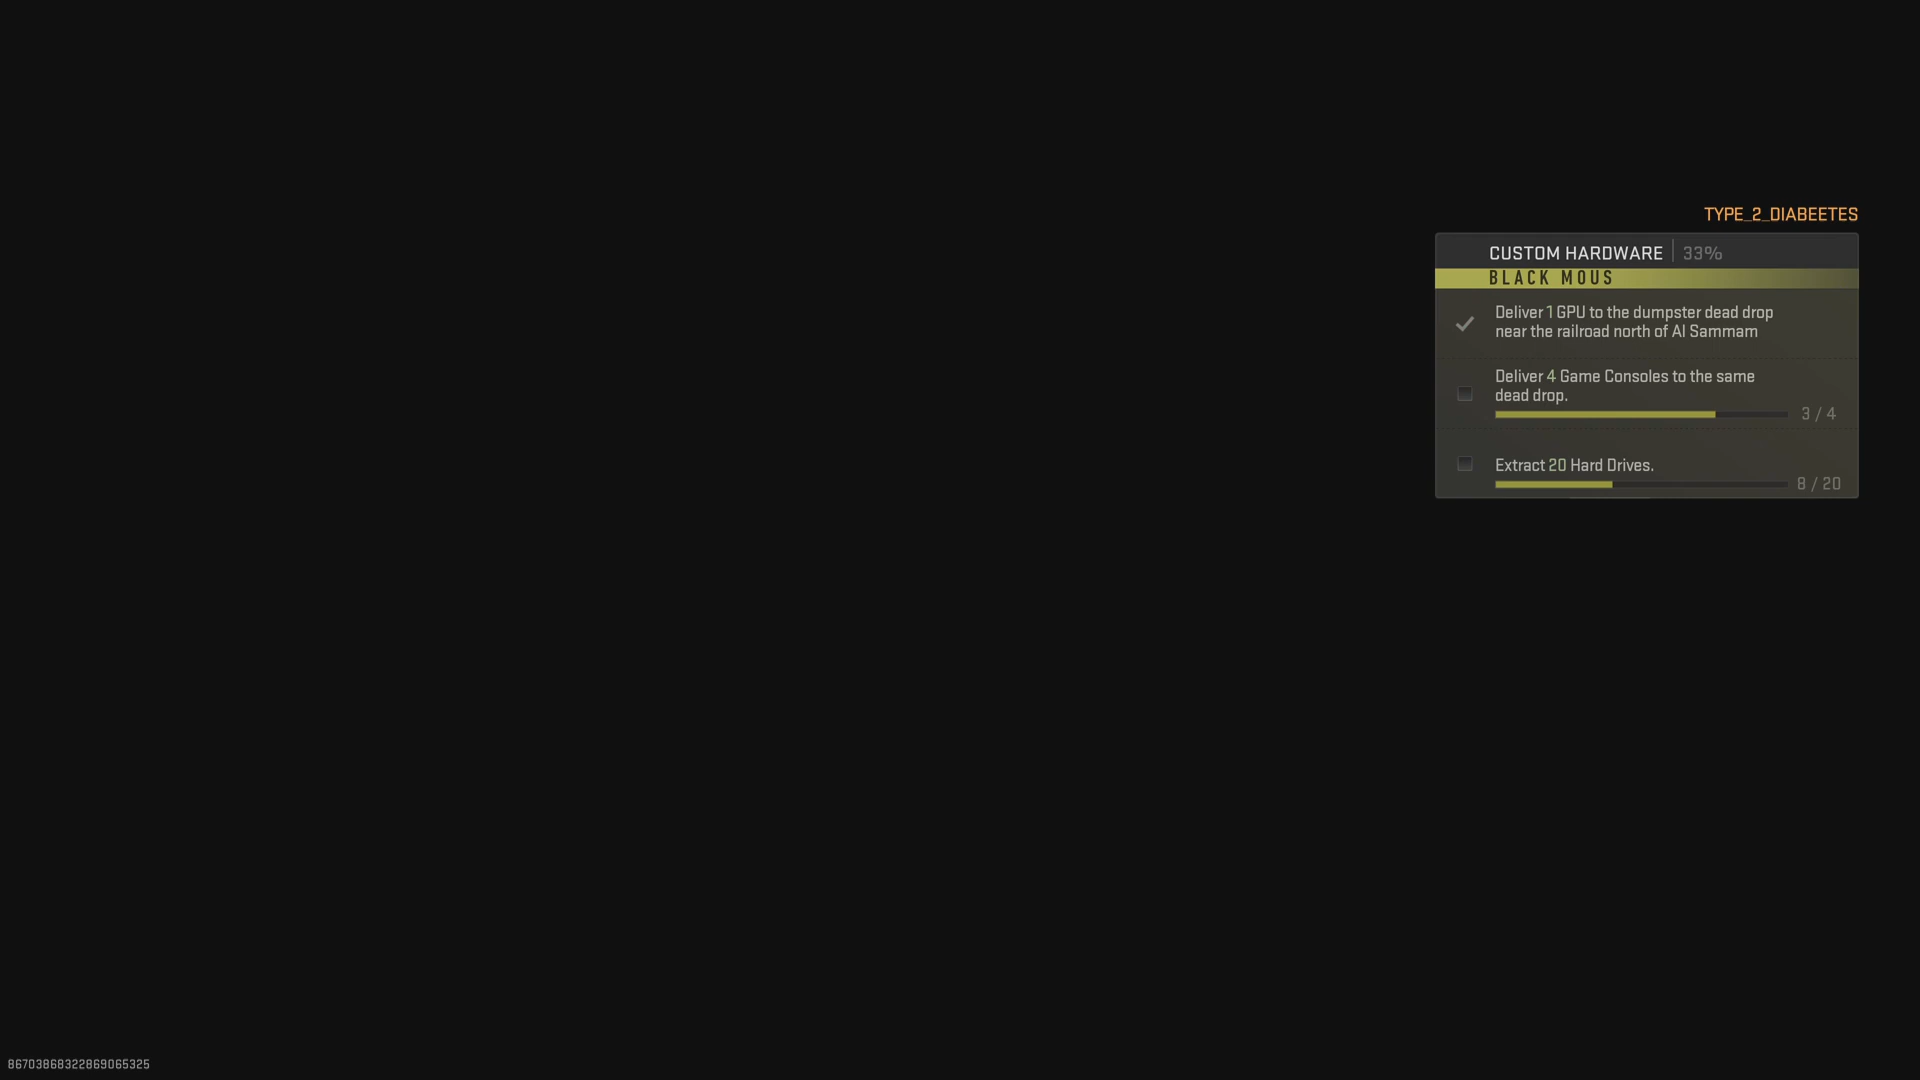 TYPE_2_DIABEETES
CUSTOM HARDWARE | 33%
BLACK MOUS
Deliver 1 GPU to the dumpster dead drop
near the railroad north of Al Sammam
Deliver 4 Game Consoles to the same
dead drop.
3 / 4
Extract 20 Hard Drives.
8 / 20
86703868322869065325